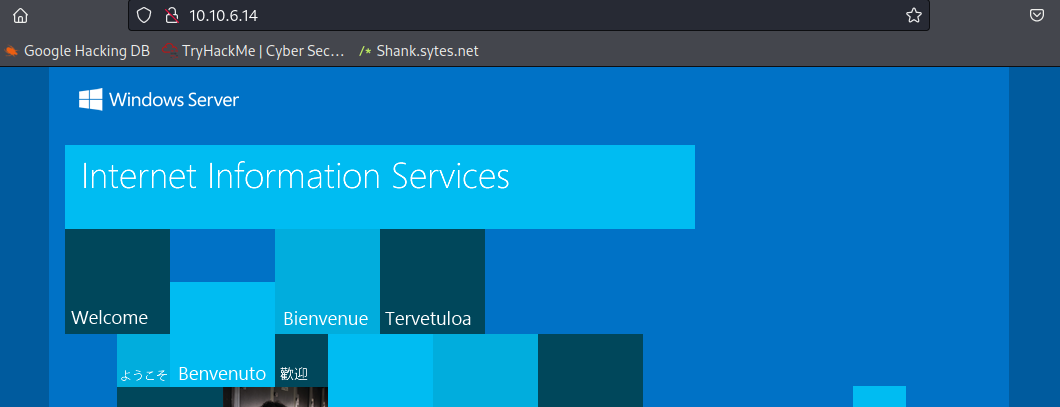 10.10.6.14
Google Hacking DB TryHackMe | Cyber Sec… /* Shank.sytes.net
Windows Server
Internet Information Services
Welcome Bienvenue Tervetuloa
ようこそ Benvenuto 歡迎